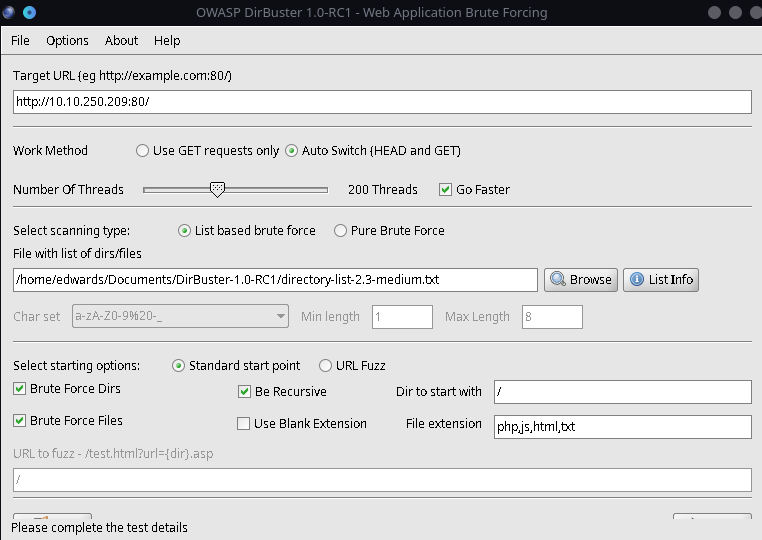 OWASP DirBuster 1.0-RC1 - Web Application Brute Forcing
File Options About Help
Target URL (eg http://example.com:80/)
http://10.10.250.209:80/
Work Method Use GET requests only Auto Switch (HEAD and GET)
Number Of Threads 200 Threads Go Faster
Select scanning type: List based brute force Pure Brute Force
File with list of dirs/files
/home/edwards/Documents/DirBuster-1.0-RC1/directory-list-2.3-medium.txt Browse List Info
Char set a-zA-Z0-9%20-_ Min length 1 Max Length 8
Select starting options: Standard start point URL Fuzz
Brute Force Dirs Be Recursive Dir to start with /
Brute Force Files Use Blank Extension File extension php,js,html,txt
URL to fuzz - /test.html?url={dir}.asp
/
Please complete the test details